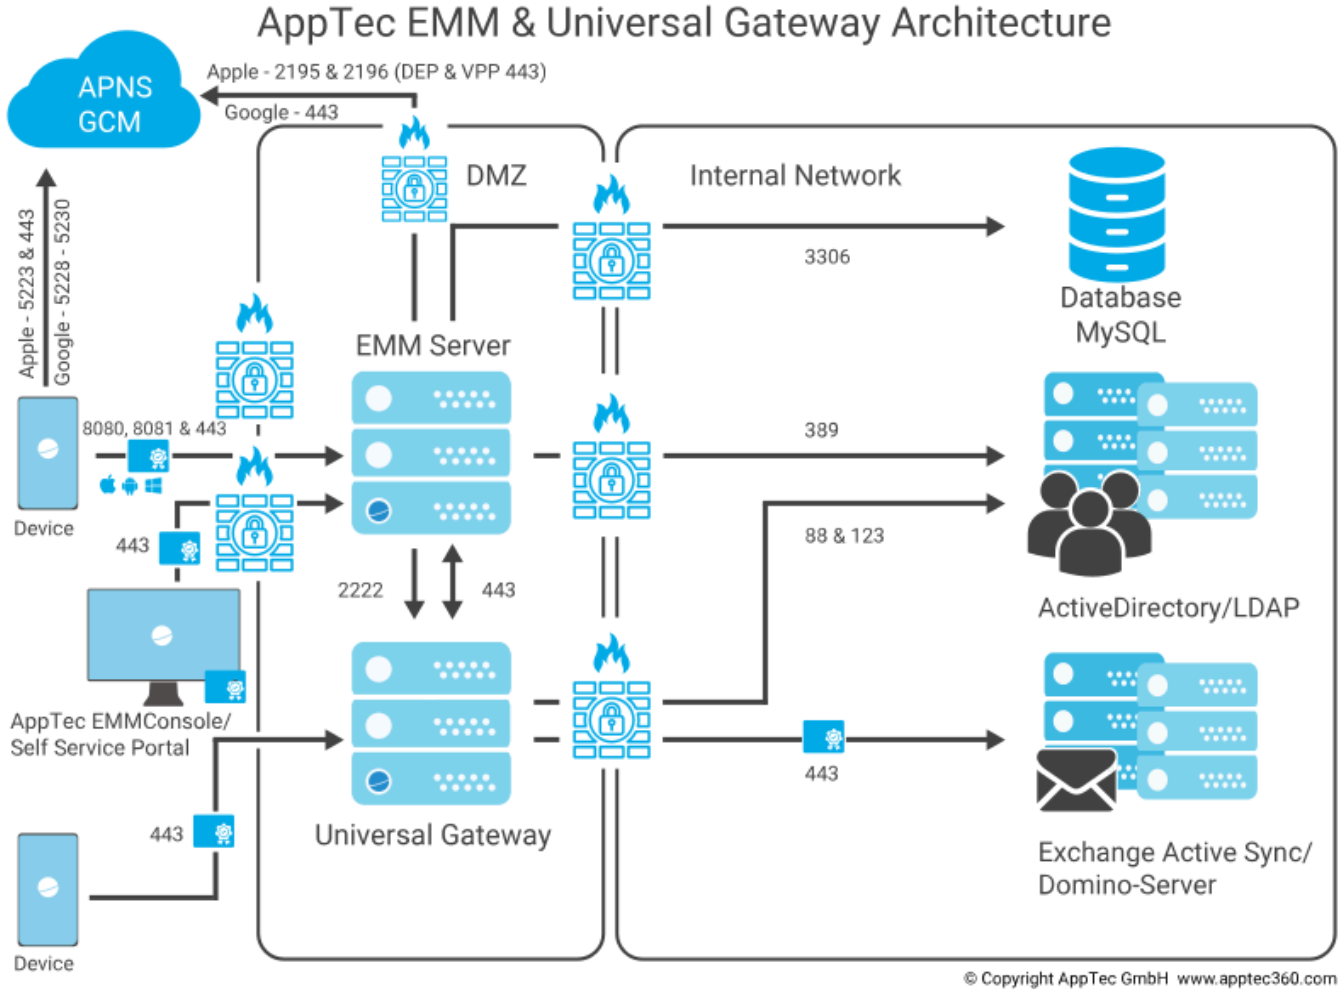 AppTec EMM & Universal Gateway Architecture
APNS
GCM
Apple - 2195 & 2196 (DEP & VPP 443)
Google - 443
DMZ
Internal Network
Apple - 5223 & 443
Google - 5228 - 5230
3306
Database
MySQL
EMM Server
8080, 8081 & 443
389
Device
443
88 & 123
2222
443
ActiveDirectory/LDAP
AppTec EMMConsole/
Self Service Portal
443
443
Universal Gateway
Exchange Active Sync/
Domino-Server
Device
© Copyright AppTec GmbH www.apptec360.com